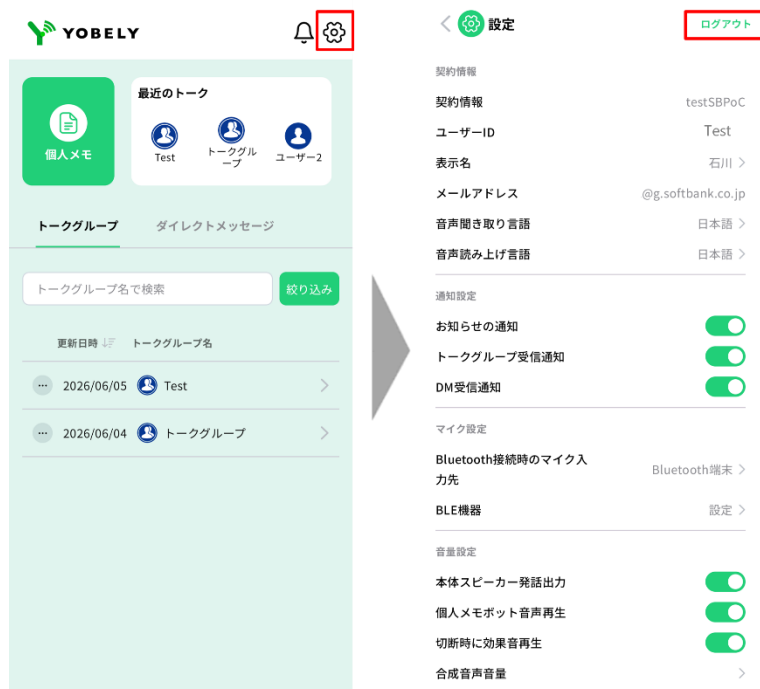 YOBELY
最近のトーク
個人メモ
Test
トークグル
ープ
ユーザー2
トークグループ
ダイレクトメッセージ
トークグループ名で検索
絞り込み
更新日時
トークグループ名
2026/06/05 Test
2026/06/04 トークグループ
設定
ログアウト
契約情報
契約情報 testSBPoC
ユーザーID Test
表示名 石川
メールアドレス @g.softbank.co.jp
音声聞き取り言語 日本語
音声読み上げ言語 日本語
通知設定
お知らせの通知
トークグループ受信通知
DM受信通知
マイク設定
Bluetooth接続時のマイク入
力先
Bluetooth端末
BLE機器 設定
音量設定
本体スピーカー発話出力
個人メモボット音声再生
切断時に効果音再生
合成音声音量